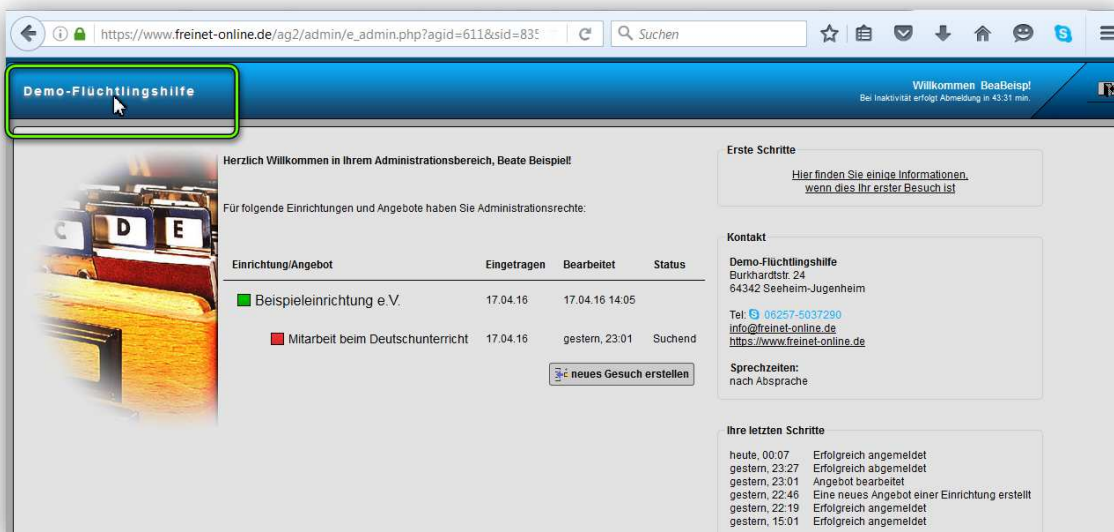 https://www.freinet-online.de/ag2/admin/e_admin.php?agid=611&sid=835
Suchen
Demo-Flüchtlingshilfe
Willkommen BeaBeisp!
Bei Inaktivität erfolgt Abmeldung in 43:31 min.
C D E
Herzlich Willkommen in Ihrem Administrationsbereich, Beate Beispiel!
Für folgende Einrichtungen und Angebote haben Sie Administrationsrechte:
Einrichtung/Angebot Eingetragen Bearbeitet Status
Beispieleinrichtung e.V. 17.04.16 17.04.16 14:05
Mitarbeit beim Deutschunterricht 17.04.16 gestern, 23:01 Suchend
neues Gesuch erstellen
Erste Schritte
Hier finden Sie einige Informationen,
wenn dies Ihr erster Besuch ist
Kontakt
Demo-Flüchtlingshilfe
Burkhardtstr. 24
64342 Seeheim-Jugenheim
Tel: 06257-5037290
info@freinet-online.de
https://www.freinet-online.de
Sprechzeiten:
nach Absprache
Ihre letzten Schritte
heute, 00:07 Erfolgreich angemeldet
gestern, 23:27 Erfolgreich abgemeldet
gestern, 23:01 Angebot bearbeitet
gestern, 22:46 Eine neues Angebot einer Einrichtung erstellt
gestern, 22:19 Erfolgreich angemeldet
gestern, 15:01 Erfolgreich angemeldet